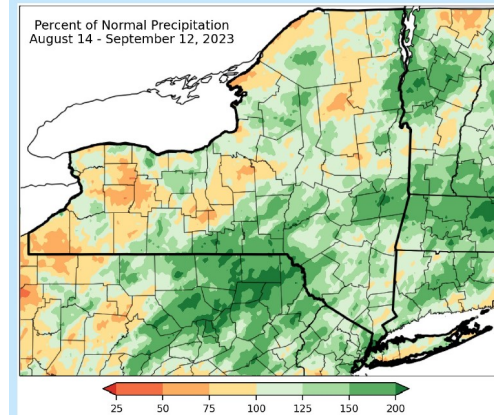 Percent of Normal Precipitation
August 14 - September 12, 2023
25 50 75 100 125 150 200